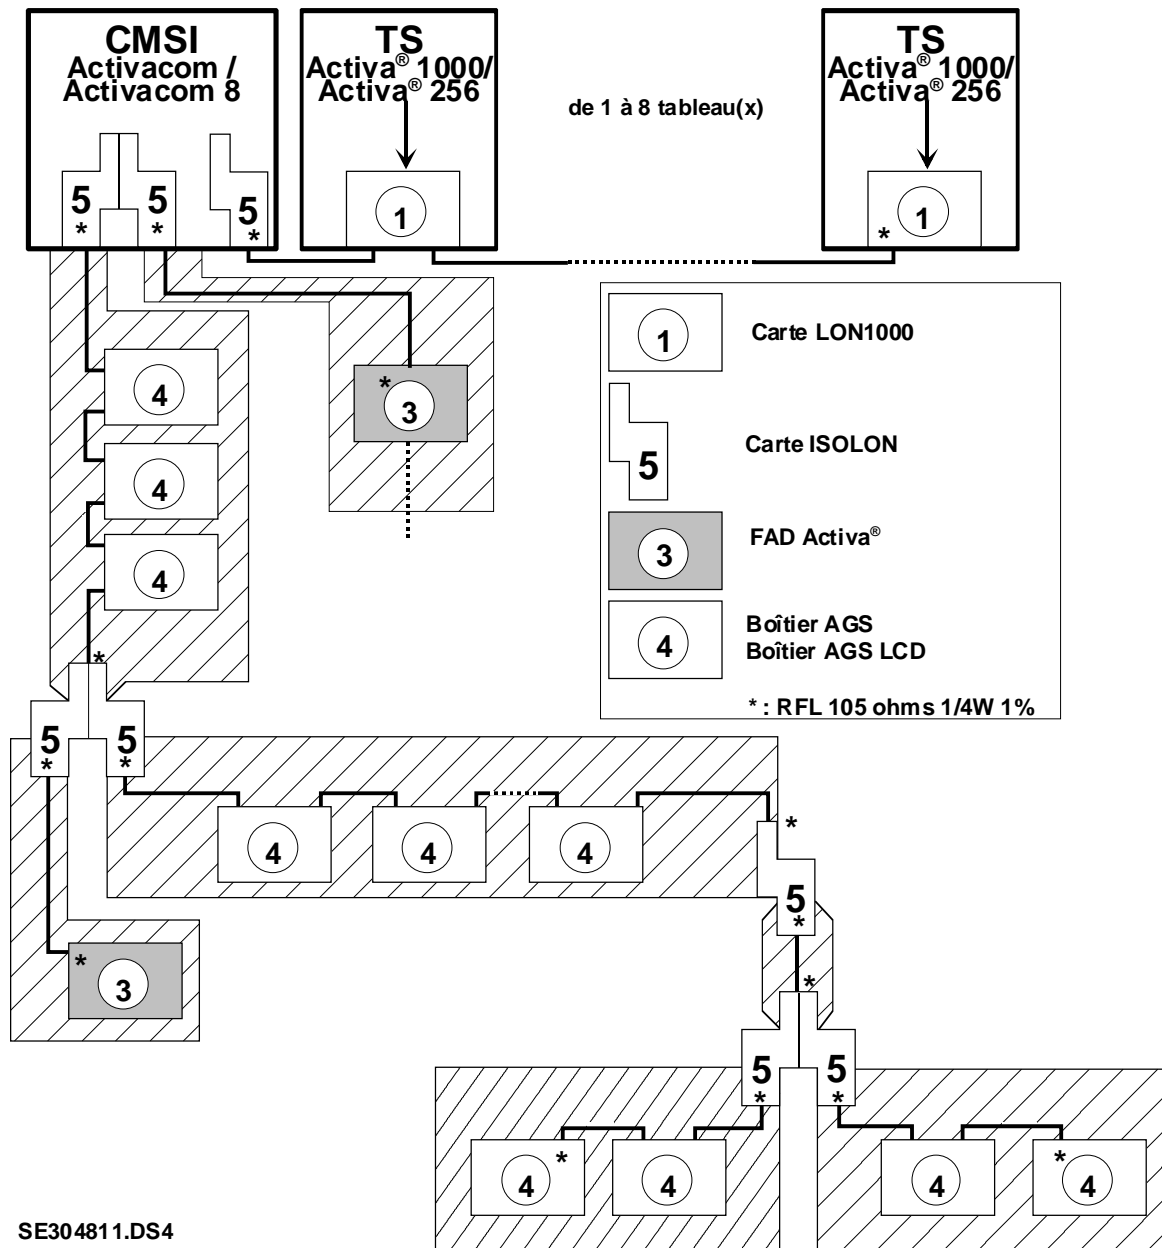 CMSI
Activacom /
Activacom 8
TS
Activa® 1000/
Activa® 256
de 1 à 8 tableau(x)
TS
Activa® 1000/
Activa® 256
5
*
5
*
5
*
1
* 1
1 Carte LON1000
5 Carte ISOLON
3 FAD Activa®
4 Boîtier AGS
Boîtier AGS LCD
* : RFL 105 ohms 1/4W 1%
4
* 3
4
4
*
5
*
5
*
4
4
4
*
5
*
* 3
*
5
*
5
*
4 *
4
4
* 4
SE304811.DS4